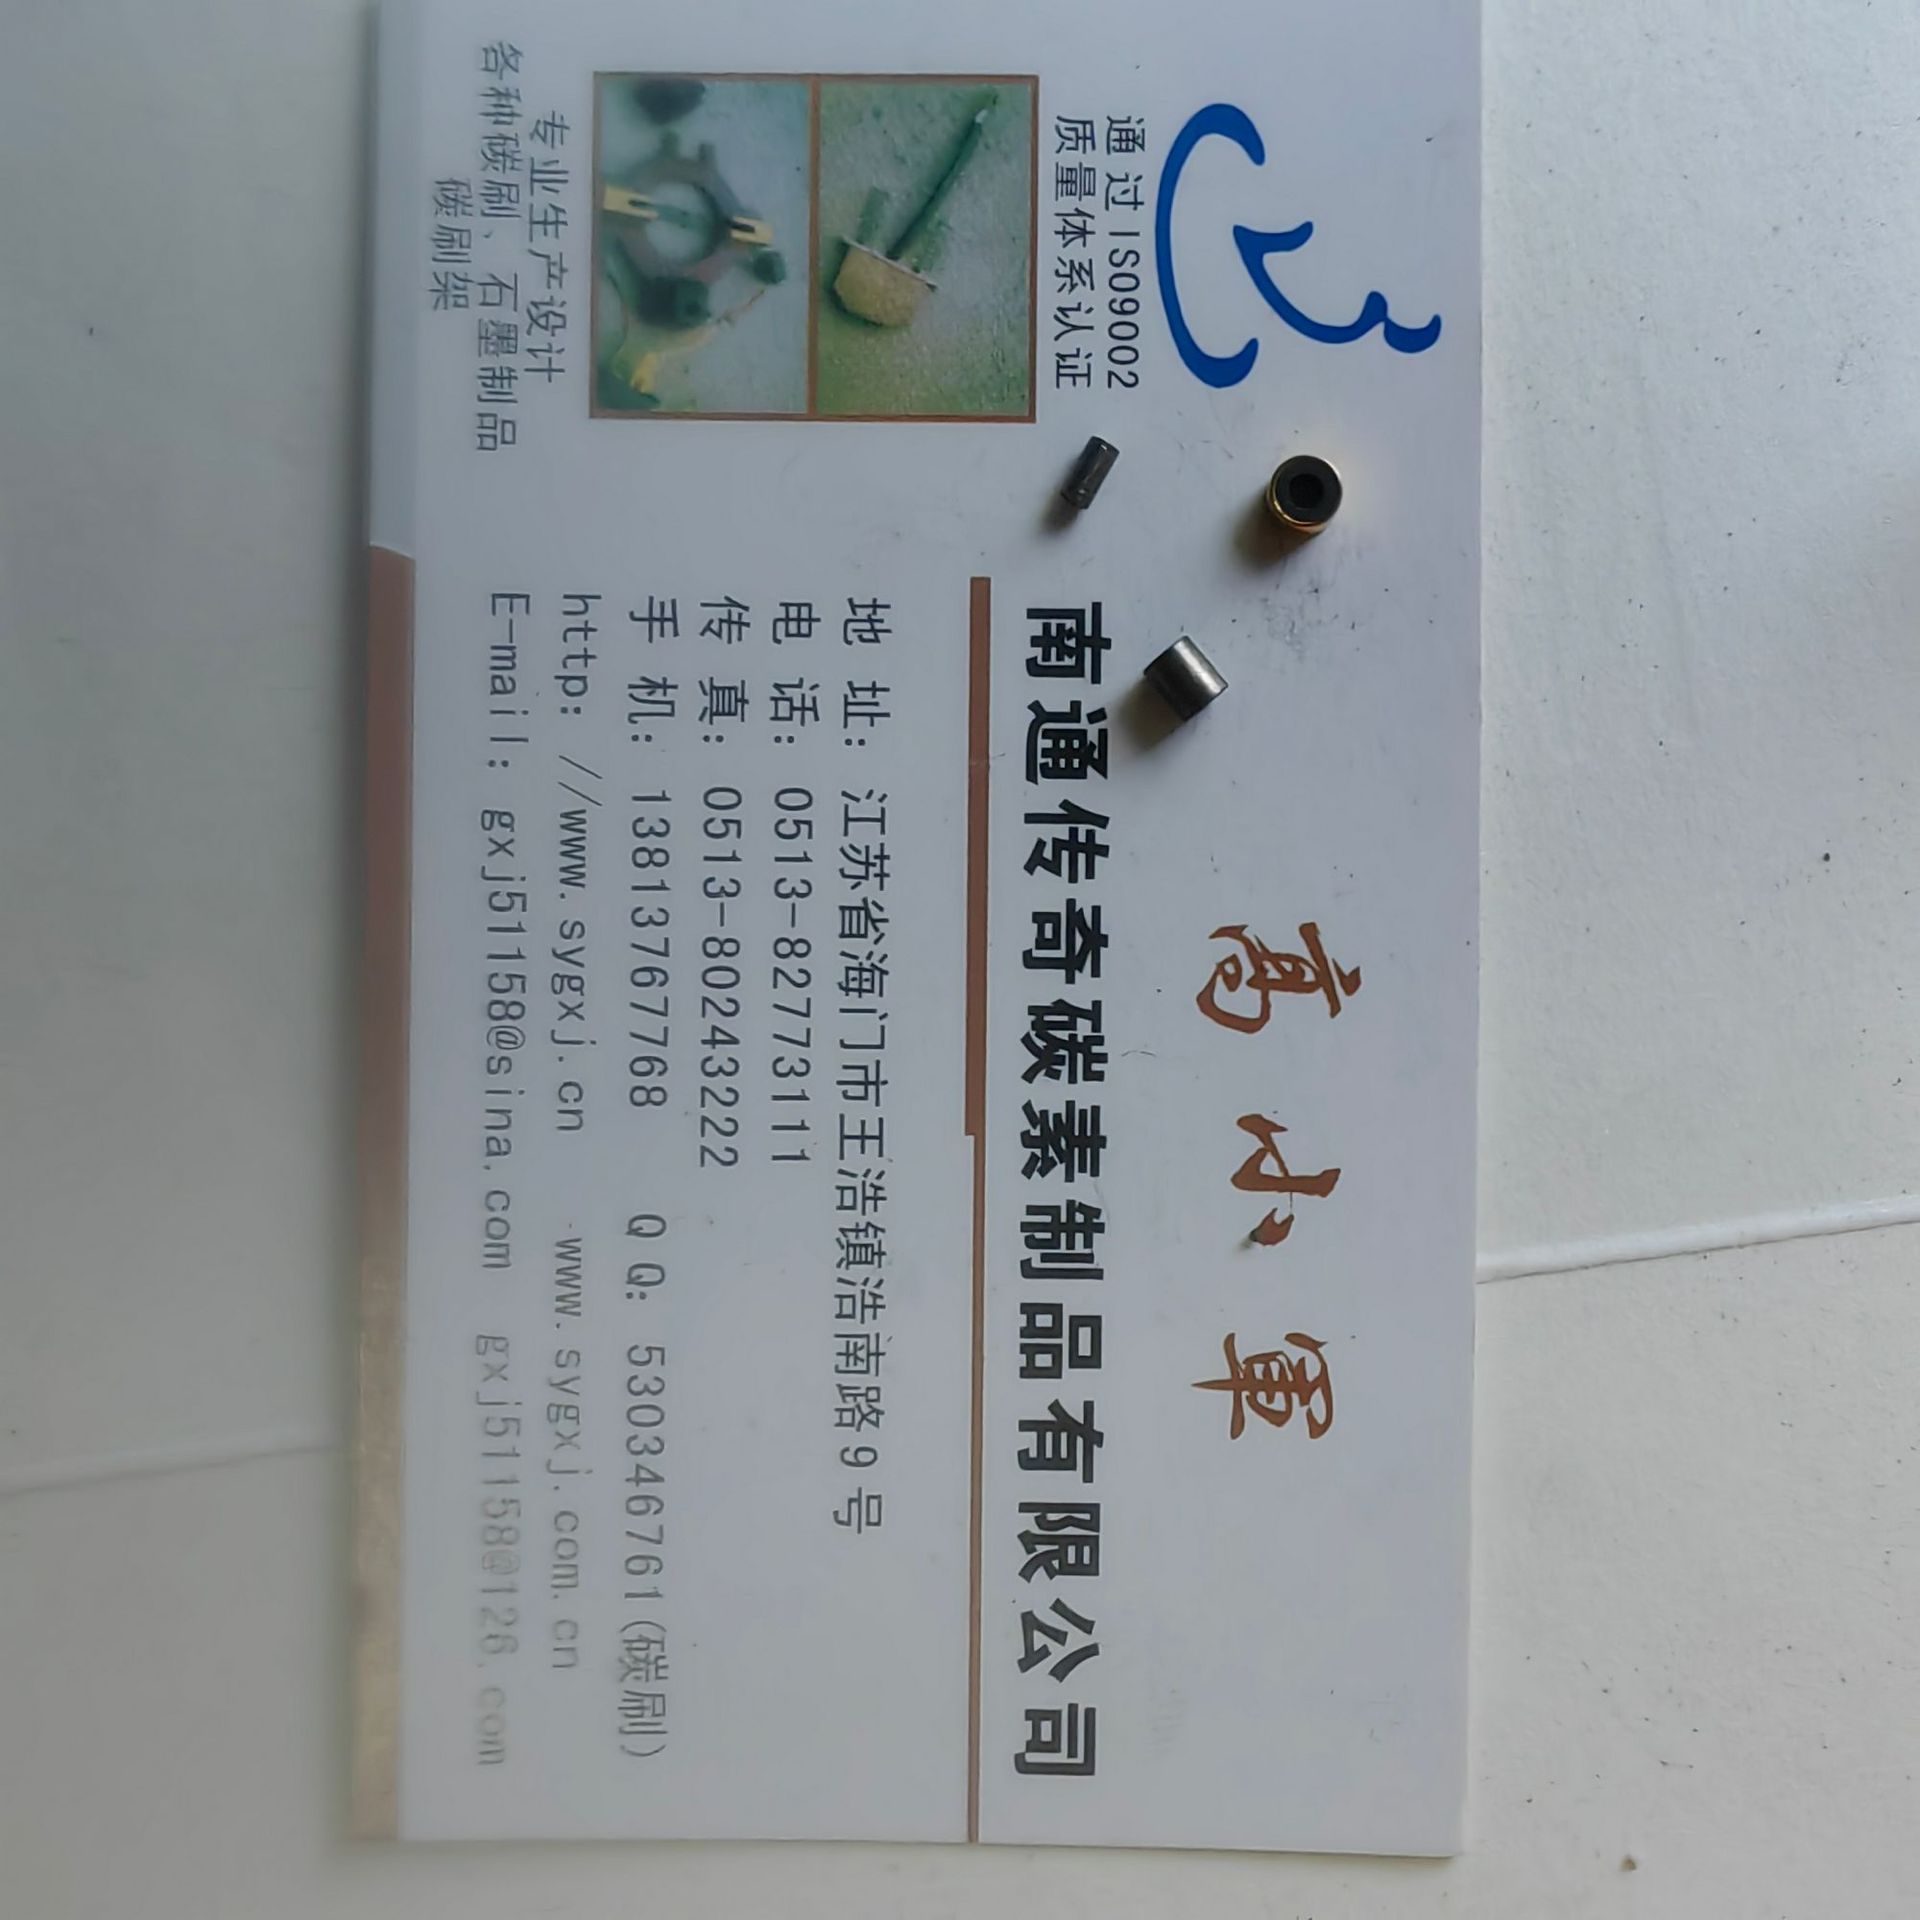 通过ISO9002
质量体系认证
高小军
南通传奇碳素制品有限公司
专业生产设计
各种碳刷、石墨制品
碳刷架
地 址：江苏省海门市王浩镇浩南路9号
电 话：0513-82773111
传 真：0513-80243222
手 机：13813767768 Q Q：530346761(碳刷)
http：//www.sygxj.cn www.sygxj.com.cn
E-mail：gxj51158@sina.com gxj51158@126.com